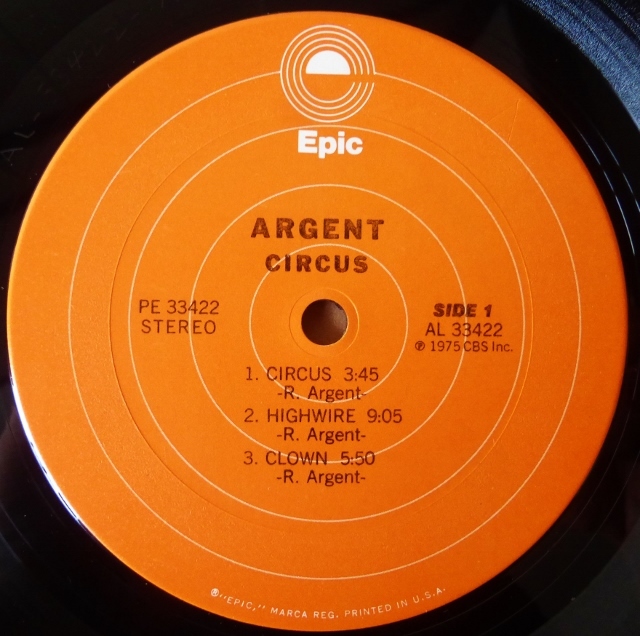 Epic
ARGENT
CIRCUS
PE 33422
STEREO
SIDE 1
AL 33422
℗ 1975 CBS Inc.
1. CIRCUS 3:45
-R. Argent-
2. HIGHWIRE 9:05
-R. Argent-
3. CLOWN 5:50
-R. Argent-
®"EPIC," MARCA REG. PRINTED IN U.S.A.